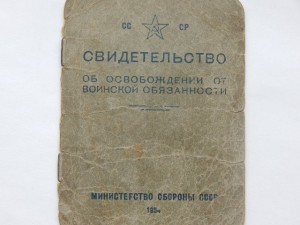 СС СР
СВИДЕТЕЛЬСТВО
ОБ ОСВОБОЖДЕНИИ ОТ
ВОИНСКОЙ ОБЯЗАННОСТИ
МИНИСТЕРСТВО ОБОРОНЫ СССР